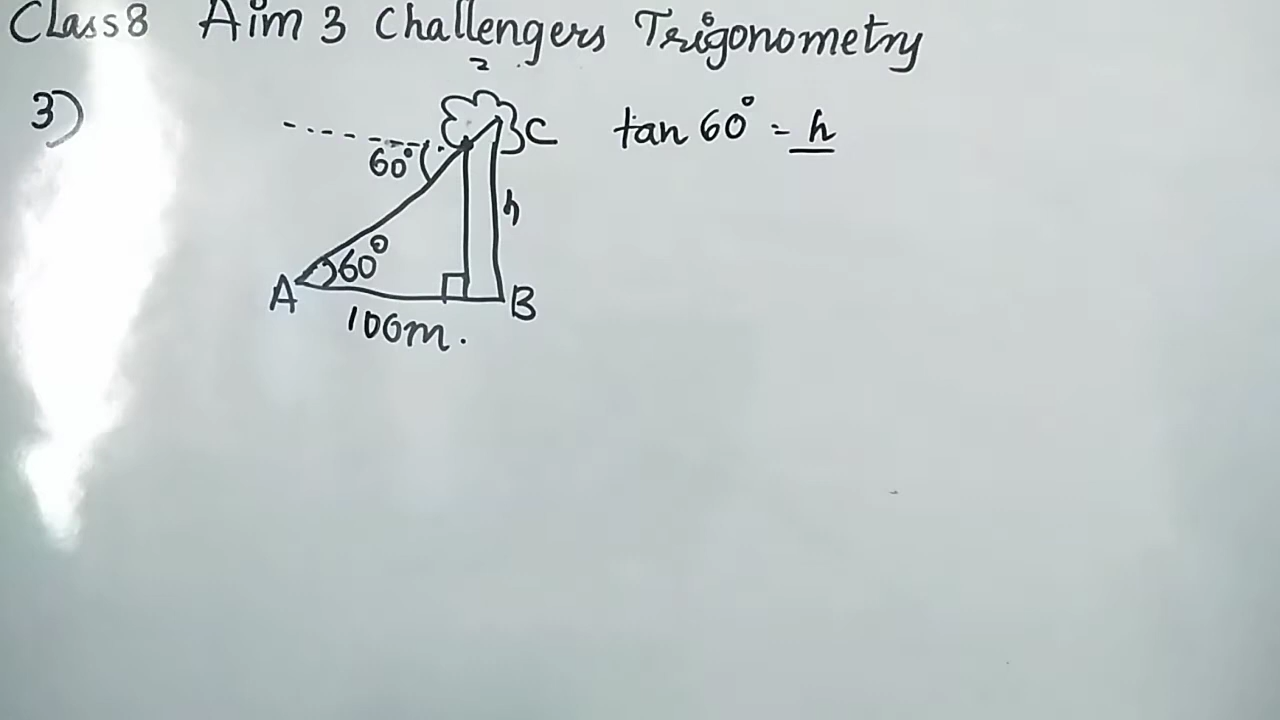 Class 8 Aim 3 Challengers Trigonometry
3)
C
tan 60° = h
60°
h
60°
A
B
100m.